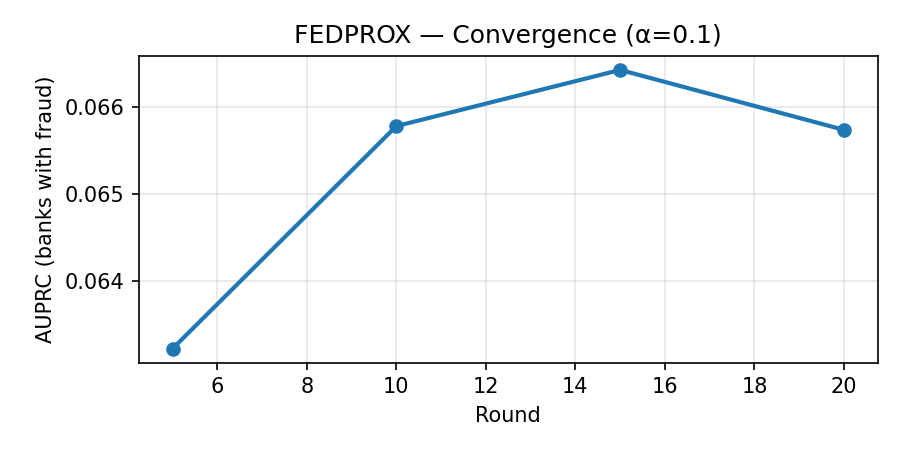 FEDPROX — Convergence (α=0.1)
AUPRC (banks with fraud)
0.066
0.065
0.064
6 8 10 12 14 16 18 20
Round